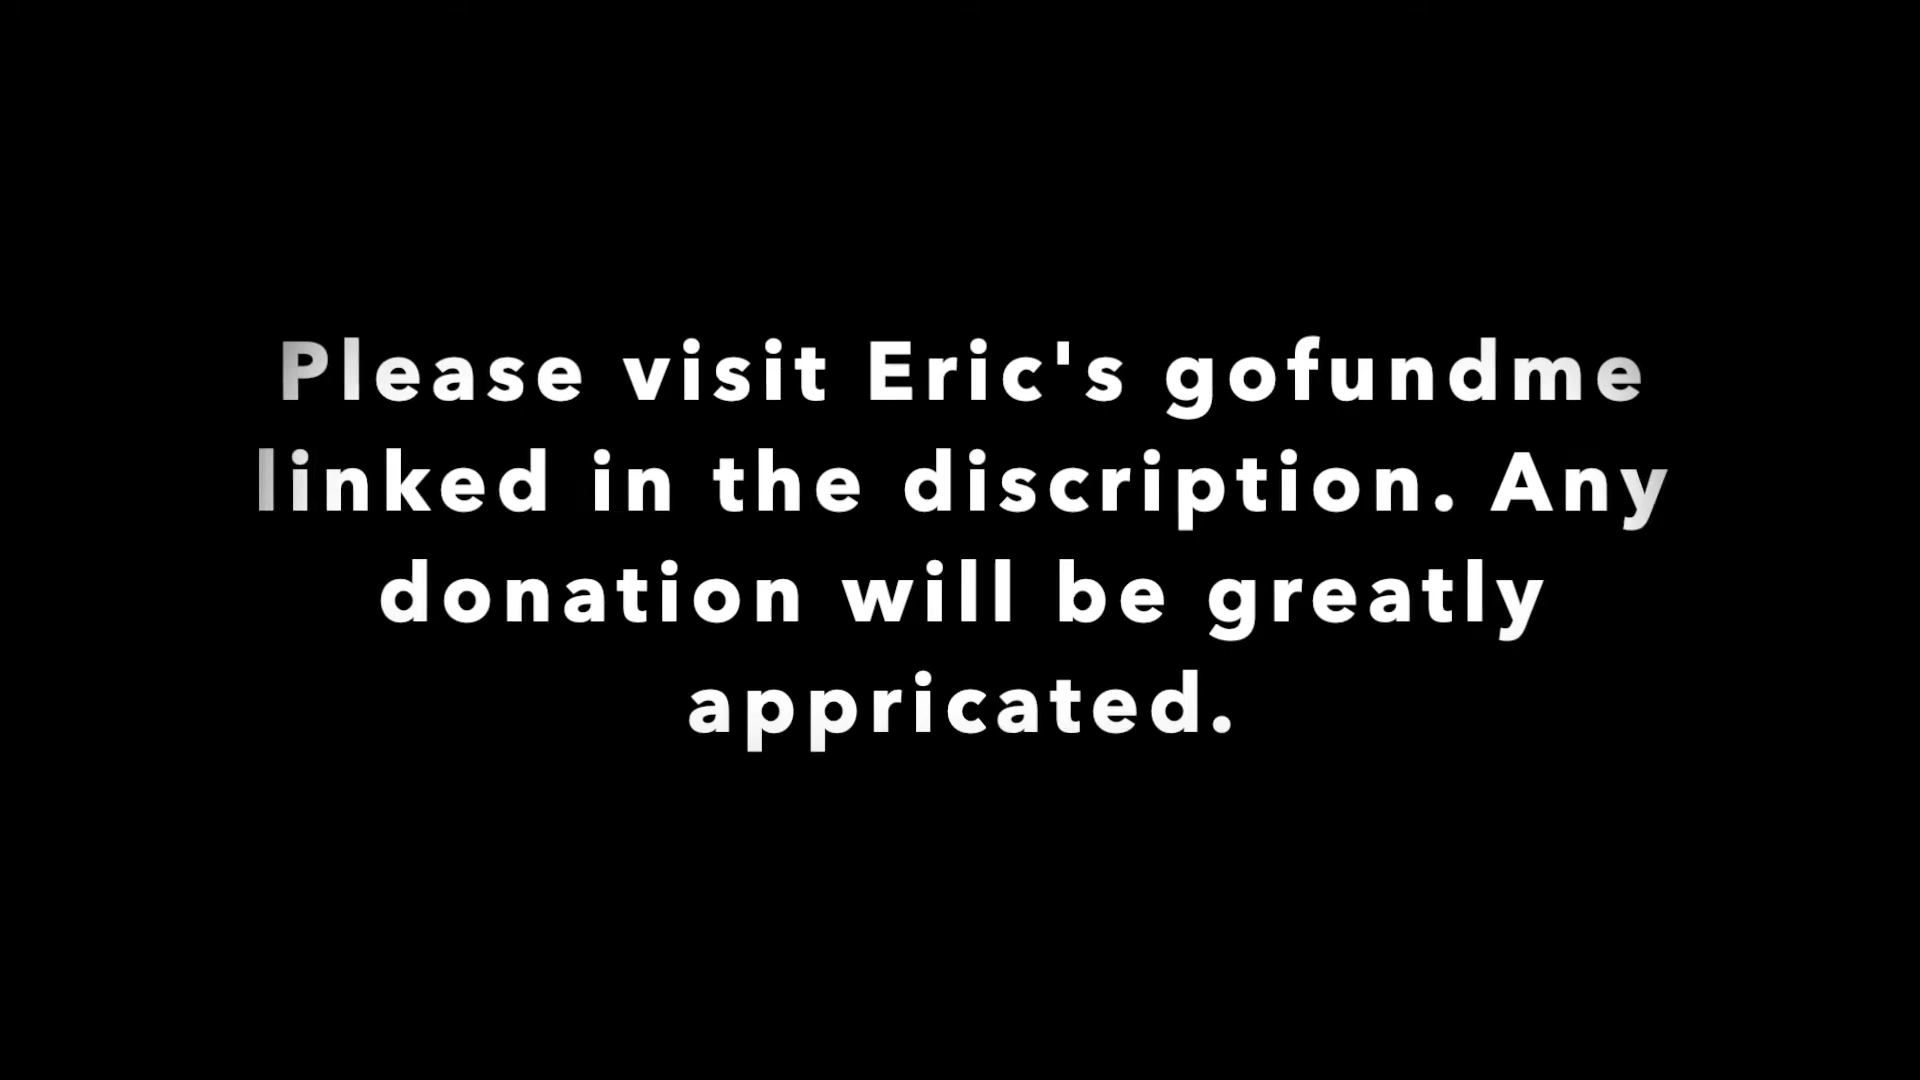 Please visit Eric's gofundme
linked in the discription. Any
donation will be greatly
appricated.